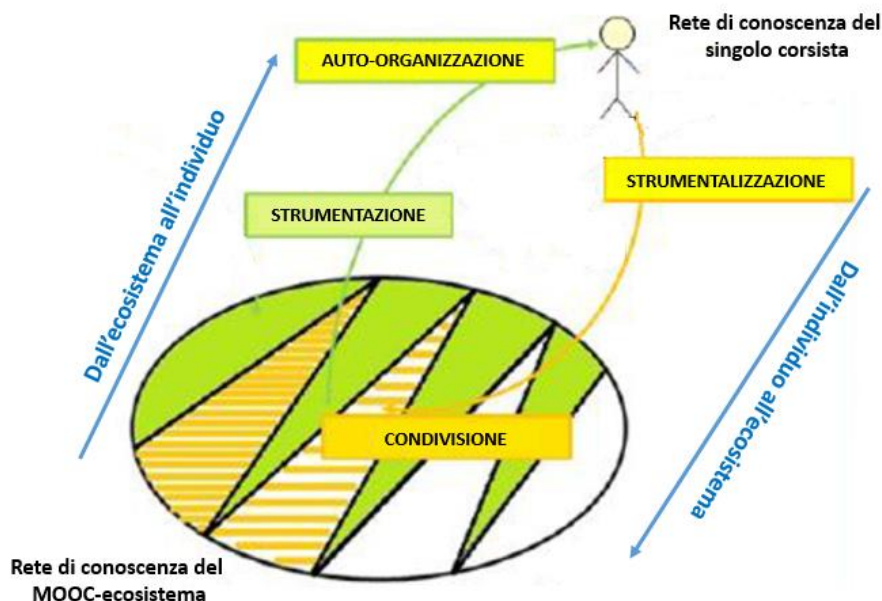 Rete di conoscenza del
singolo corsista
AUTO-ORGANIZZAZIONE
STRUMENTALIZZAZIONE
STRUMENTAZIONE
Dall'ecosistema all'individuo
Dall'individuo all'ecosistema
CONDIVISIONE
Rete di conoscenza del
MOOC-ecosistema